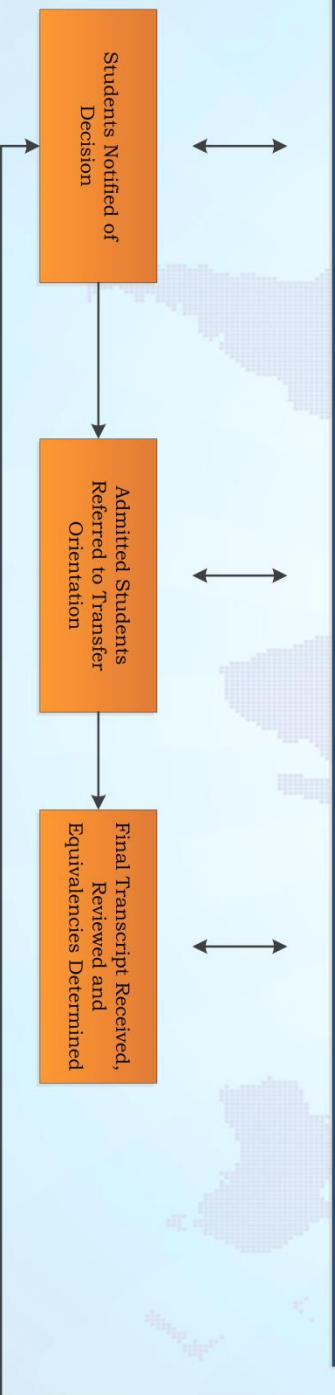 Students Notified of
Decision
Admitted Students
Referred to Transfer
Orientation
Final Transcript Received,
Reviewed and
Equivalencies Determined